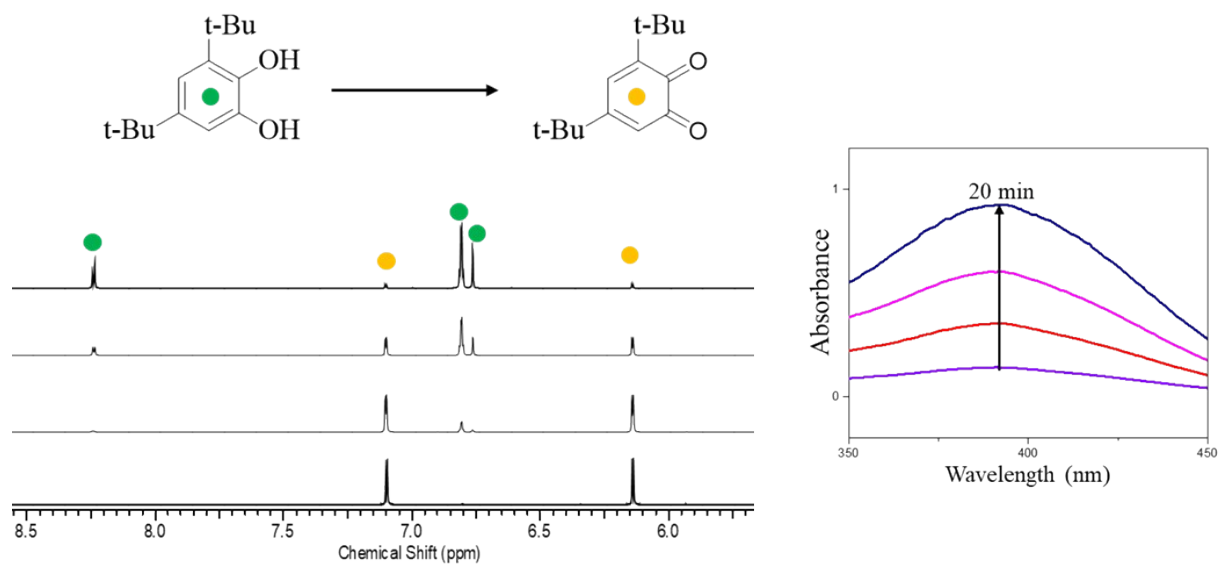 t-Bu
OH
OH
t-Bu
t-Bu
O
O
t-Bu
8.5 8.0 7.5 7.0 6.5 6.0
Chemical Shift (ppm)
20 min
1
0
Absorbance
350 400 450
Wavelength (nm)